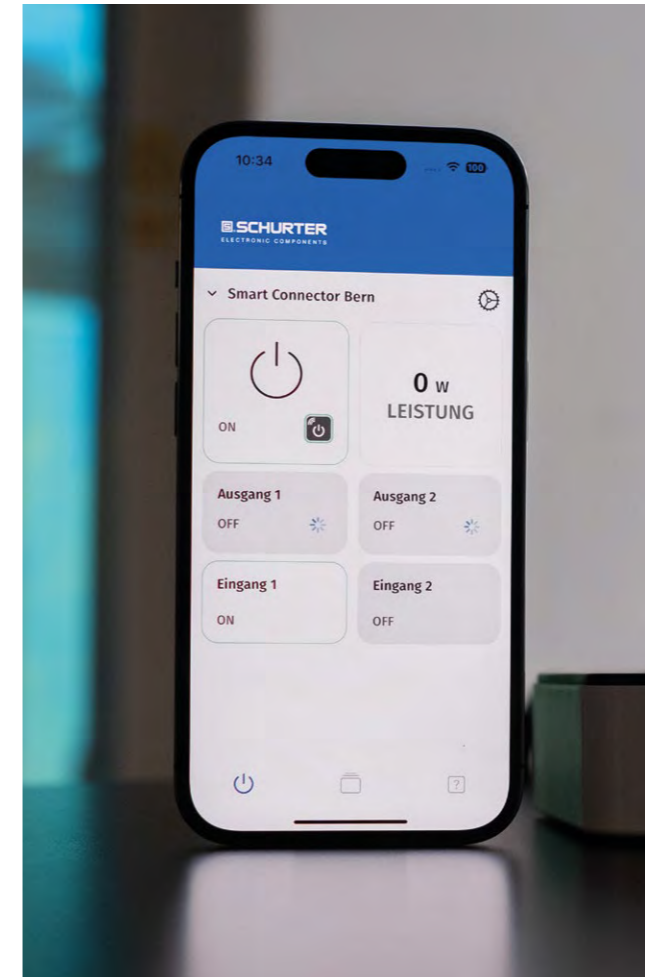 10:34
100
SCHURTER
ELECTRONIC COMPONENTS
Smart Connector Bern
ON
0 W
LEISTUNG
Ausgang 1
OFF
Ausgang 2
OFF
Eingang 1
ON
Eingang 2
OFF
?